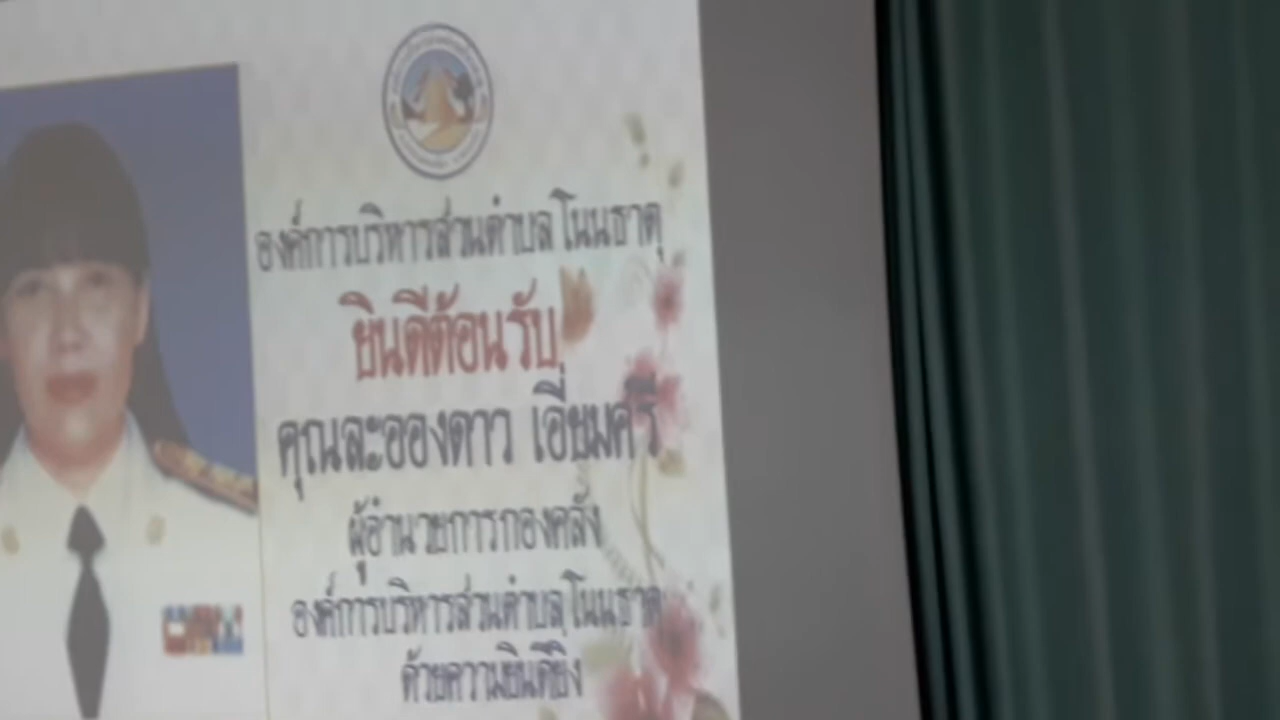 องค์การบริหารส่วนตำบลโนนธาตุ
ยินดีต้อนรับ
คุณละอองดาว เอี่ยมศรี
ผู้อำนวยการกองคลัง
องค์การบริหารส่วนตำบลโนนธาตุ
ด้วยความยินดียิ่ง